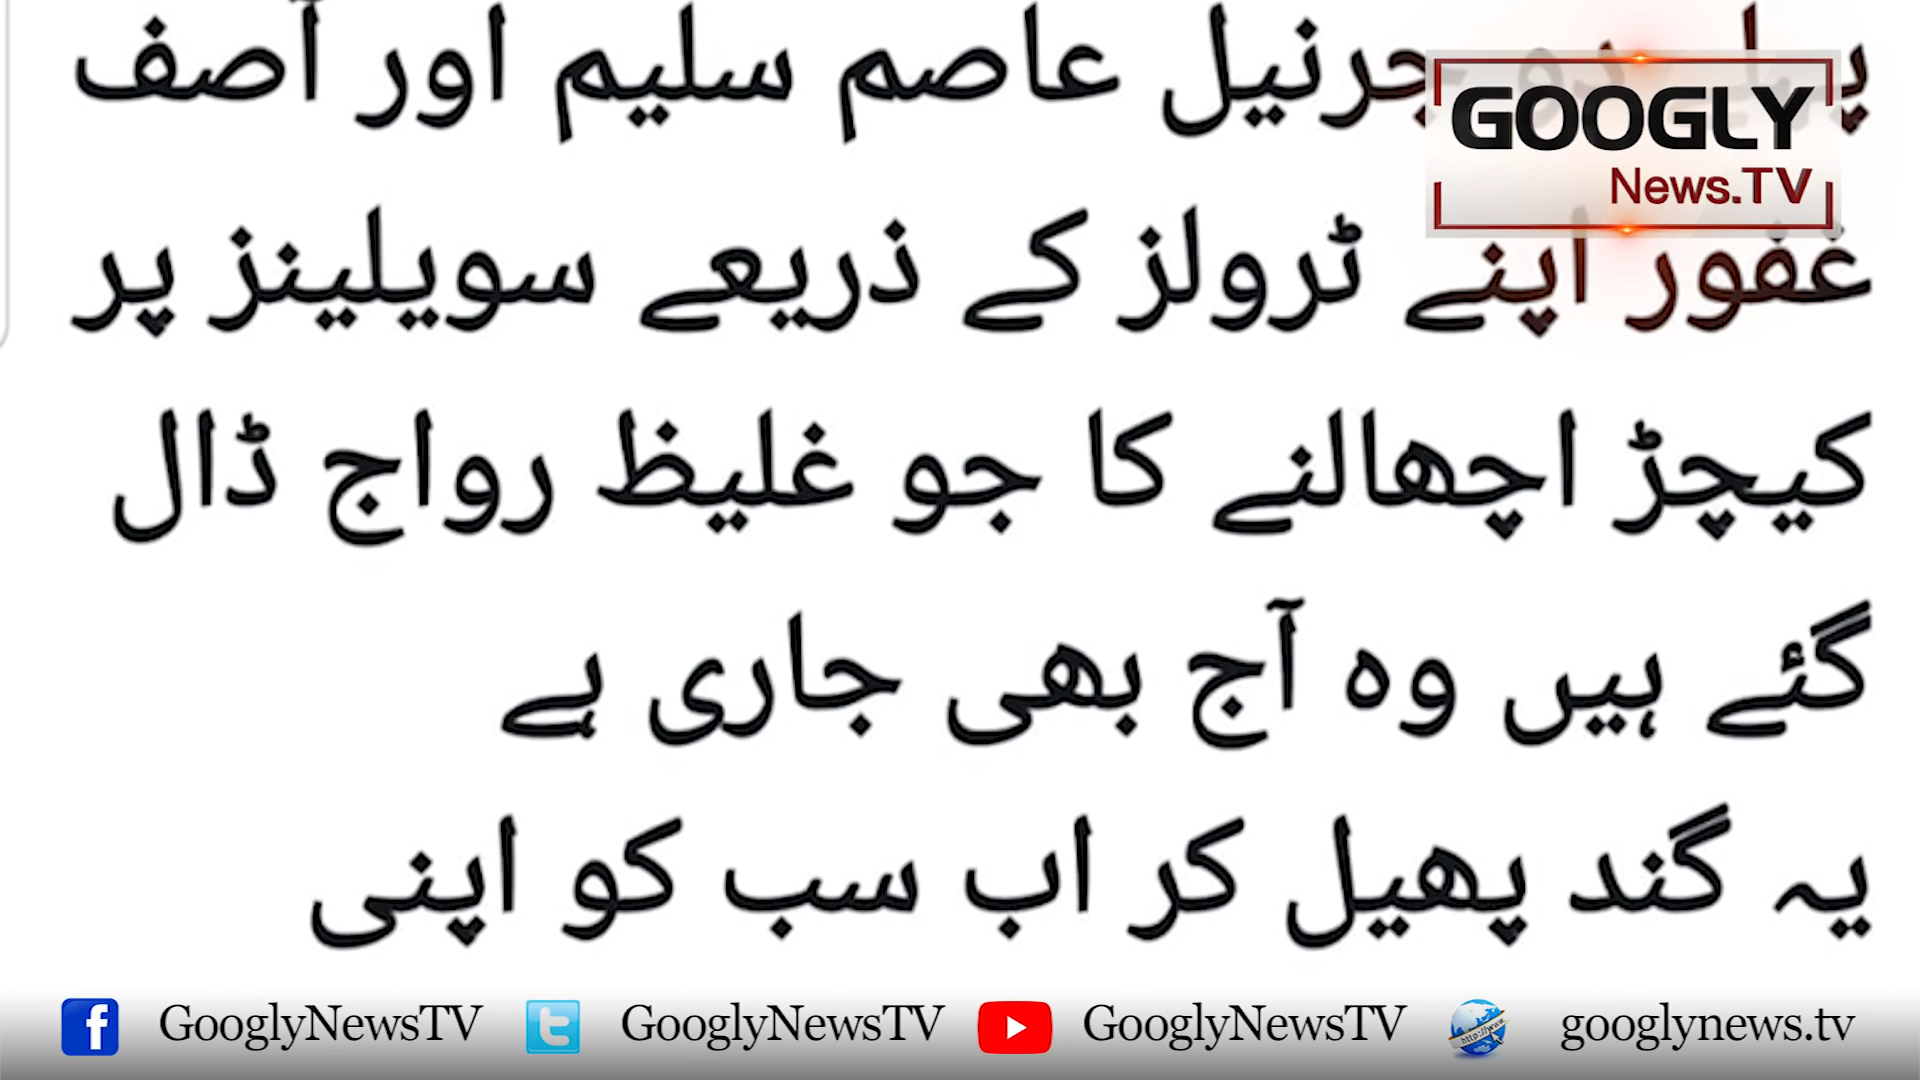 جرنیل عاصم سلیم اور آصف
غفور اپنے ٹرولز کے ذریعے سویلینز پر
کیچڑ اچھالنے کا جو غلیظ رواج ڈال
گئے ہیں وہ آج بھی جاری ہے
یہ گند پھیل کر اب سب کو اپنی
GOOGLY
News.TV
GooglyNewsTV GooglyNewsTV GooglyNewsTV googlynews.tv